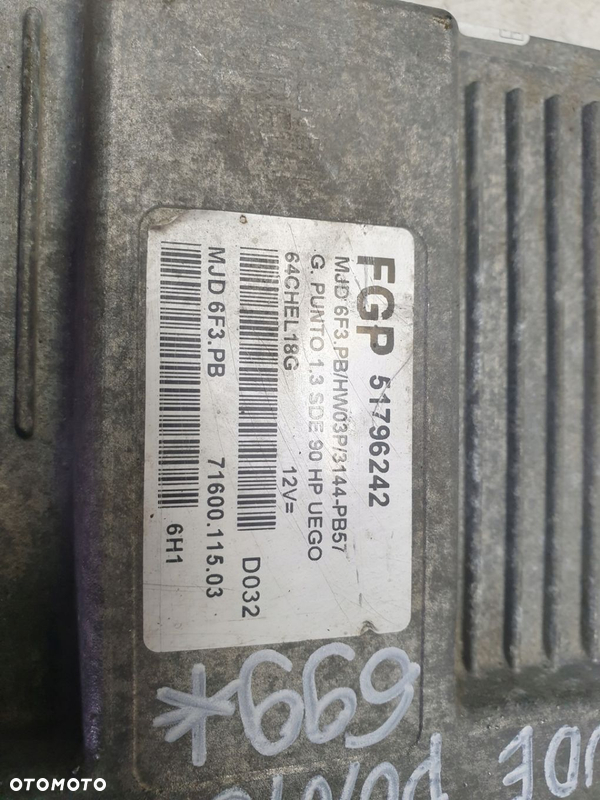 FGP 51796242
MJD 6F3.PB/HW03P/3144-PB57
G. PUNTO 1.3 SDE 90 HP UEGO
64CHEL18G 12V=
D032
MJD 6F3.PB 71600.115.03
6H1
699*
OTOMOTO